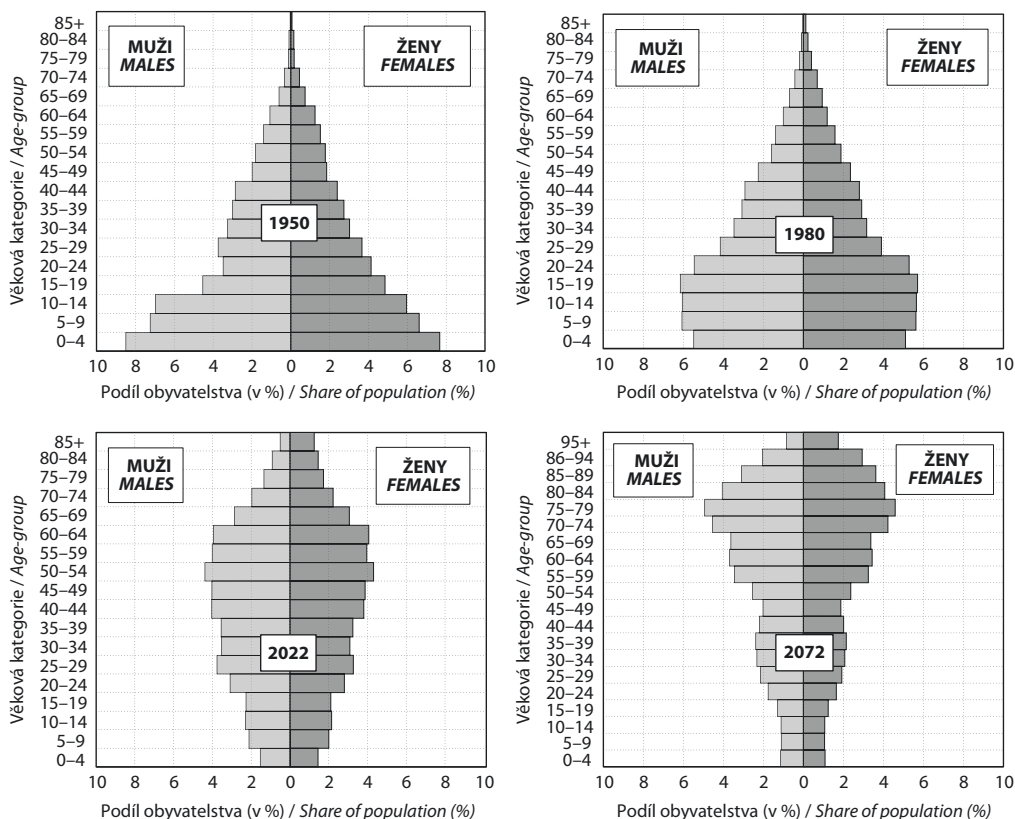 85+
80–84
75–79
70–74
65–69
60–64
55–59
50–54
45–49
40–44
35–39
30–34
25–29
20–24
15–19
10–14
5–9
0–4
Věková kategorie / Age-group
MUŽI
MALES
ŽENY
FEMALES
1950
10 8 6 4 2 0 2 4 6 8 10
Podíl obyvatelstva (v %) / Share of population (%)
85+
80–84
75–79
70–74
65–69
60–64
55–59
50–54
45–49
40–44
35–39
30–34
25–29
20–24
15–19
10–14
5–9
0–4
Věková kategorie / Age-group
MUŽI
MALES
ŽENY
FEMALES
1980
10 8 6 4 2 0 2 4 6 8 10
Podíl obyvatelstva (v %) / Share of population (%)
85+
80–84
75–79
70–74
65–69
60–64
55–59
50–54
45–49
40–44
35–39
30–34
25–29
20–24
15–19
10–14
5–9
0–4
Věková kategorie / Age-group
MUŽI
MALES
ŽENY
FEMALES
2022
10 8 6 4 2 0 2 4 6 8 10
Podíl obyvatelstva (v %) / Share of population (%)
95+
86–94
85–89
80–84
75–79
70–74
65–69
60–64
55–59
50–54
45–49
40–44
35–39
30–34
25–29
20–24
15–19
10–14
5–9
0–4
Věková kategorie / Age-group
MUŽI
MALES
ŽENY
FEMALES
2072
10 8 6 4 2 0 2 4 6 8 10
Podíl obyvatelstva (v %) / Share of population (%)